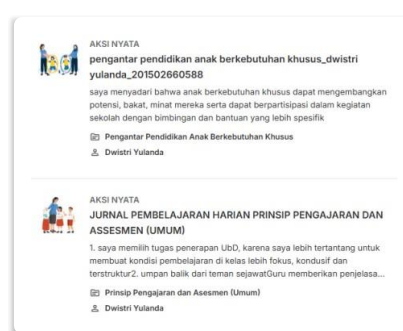 AKSI NYATA
pengantar pendidikan anak berkebutuhan khusus_dwistri
yulanda_201502660588
saya menyadari bahwa anak berkebutuhan khusus dapat mengembangkan
potensi, bakat, minat mereka serta dapat berpartisipasi dalam kegiatan
sekolah dengan bimbingan dan bantuan yang lebih spesifik
Pengantar Pendidikan Anak Berkebutuhan Khusus
Dwistri Yulanda
AKSI NYATA
JURNAL PEMBELAJARAN HARIAN PRINSIP PENGAJARAN DAN
ASSESMEN (UMUM)
1. saya memilih tugas penerapan UbD, karena saya lebih tertantang untuk
membuat kondisi pembelajaran di kelas lebih fokus, kondusif dan
terstruktur2. umpan balik dari teman sejawatGuru memberikan penjelasa...
Prinsip Pengajaran dan Asesmen (Umum)
Dwistri Yulanda